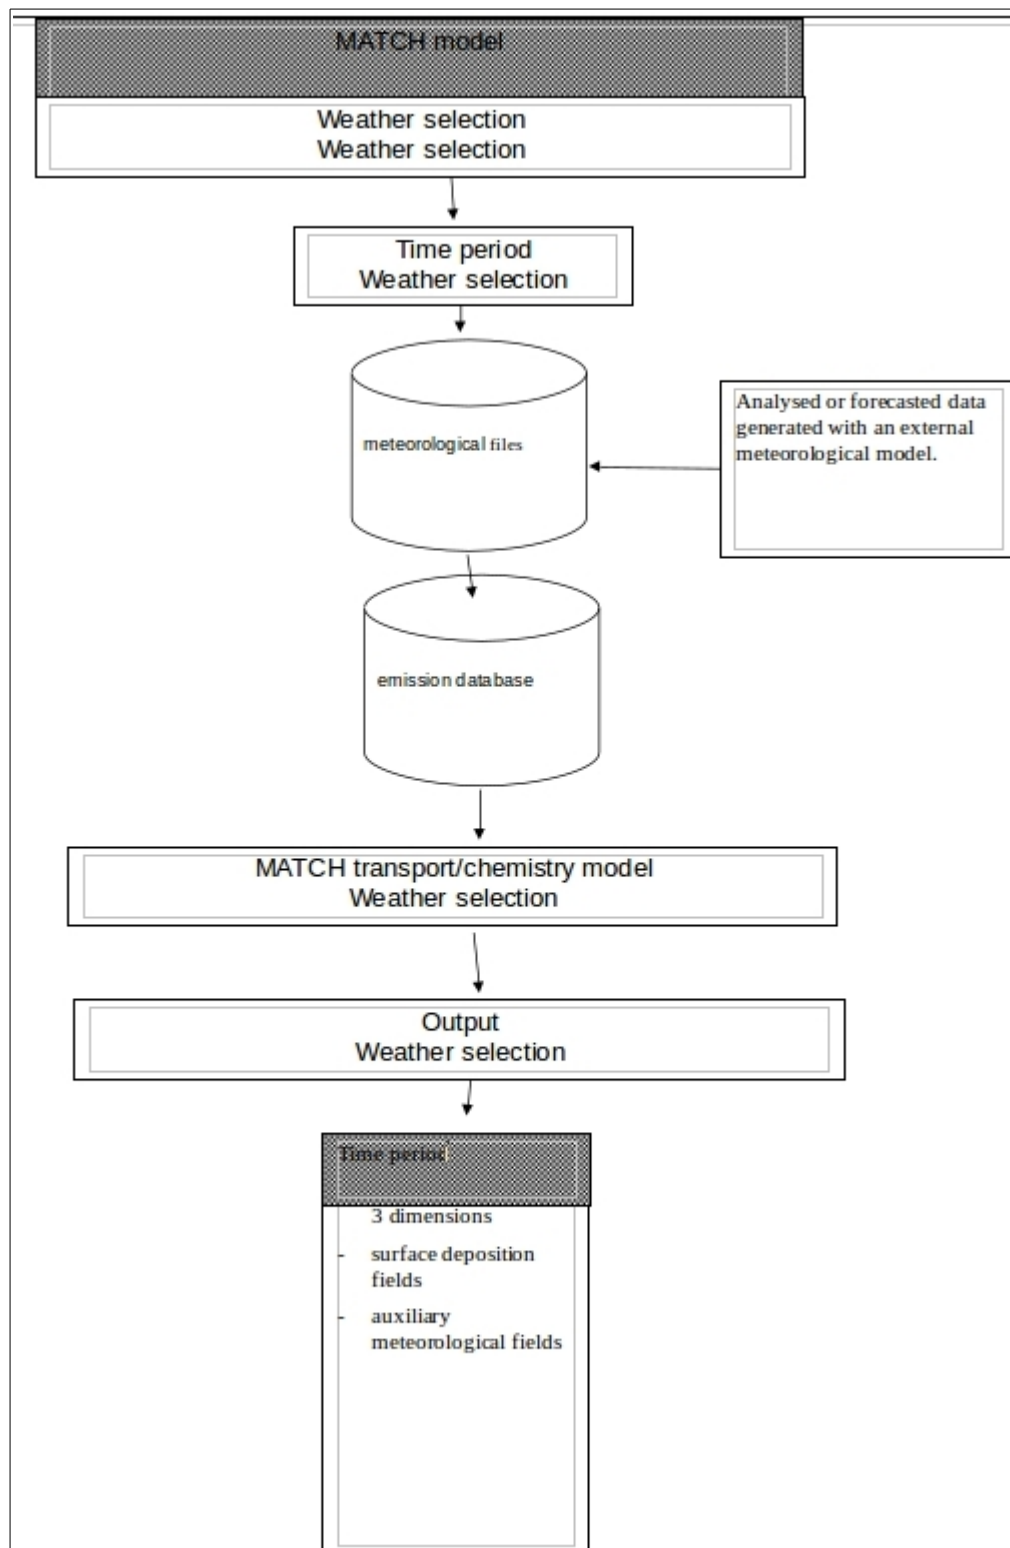 MATCH model
Weather selection
Weather selection
Time period
Weather selection
meteorological files
Analysed or forecasted data
generated with an external
meteorological model.
emission database
MATCH transport/chemistry model
Weather selection
Output
Weather selection
Time period
3 dimensions
- surface deposition
fields
- auxiliary
meteorological fields